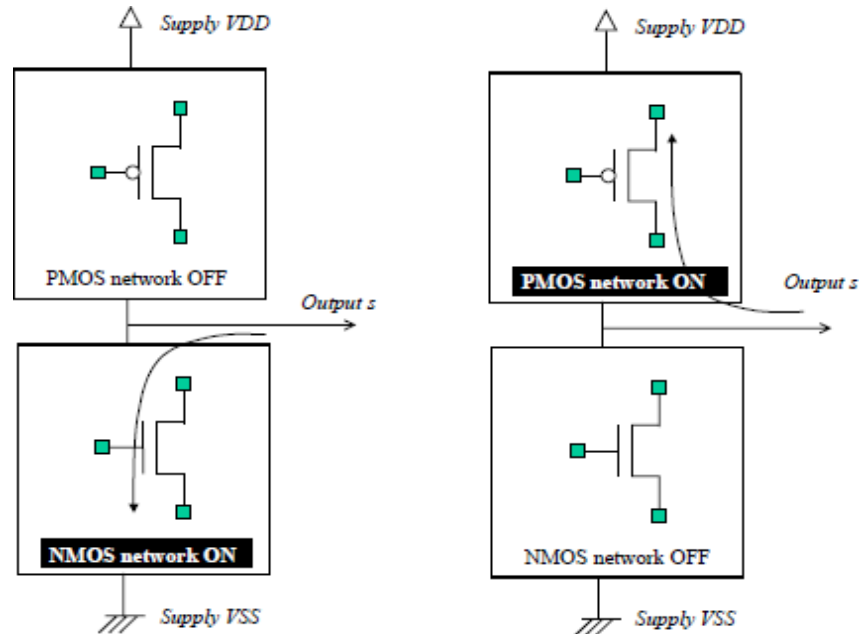 Supply VDD
PMOS network OFF
Output s
NMOS network ON
Supply VSS
Supply VDD
PMOS network ON
Output s
NMOS network OFF
Supply VSS